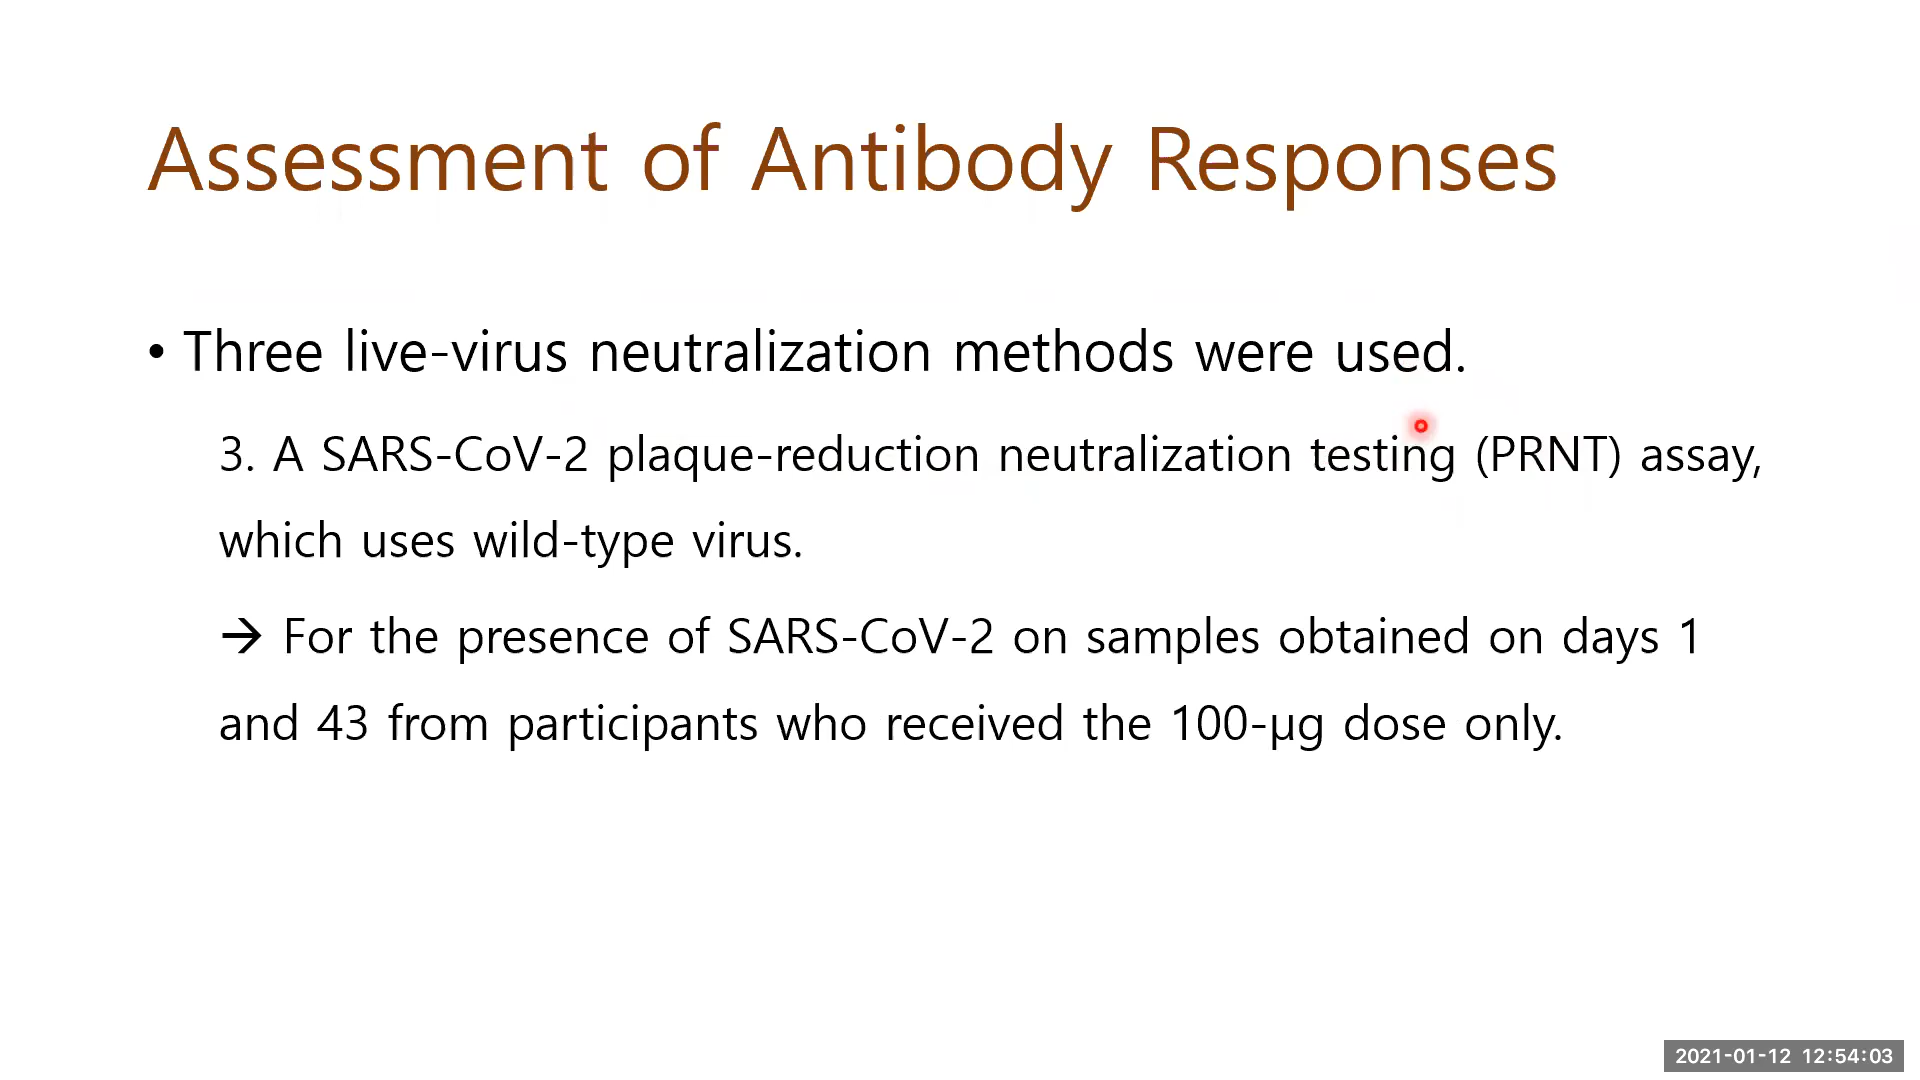 Assessment of Antibody Responses
• Three live-virus neutralization methods were used.
3. A SARS-CoV-2 plaque-reduction neutralization testing (PRNT) assay,
which uses wild-type virus.
→ For the presence of SARS-CoV-2 on samples obtained on days 1
and 43 from participants who received the 100-μg dose only.
2021-01-12 12:54:03